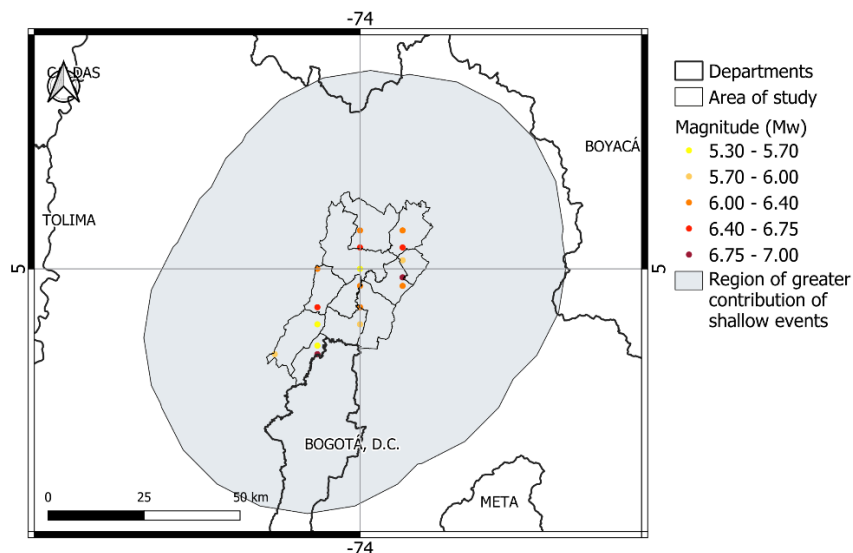 -74
CALDAS
BOYACÁ
TOLIMA
5
5
BOGOTÁ, D.C.
META
0
25
50 km
-74
Departments
Area of study
Magnitude (Mw)
5.30 - 5.70
5.70 - 6.00
6.00 - 6.40
6.40 - 6.75
6.75 - 7.00
Region of greater
contribution of
shallow events